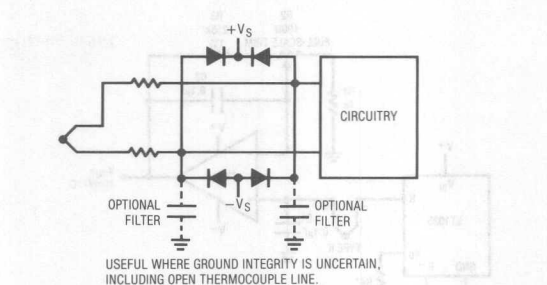 +VS
CIRCUITRY
-VS
OPTIONAL
FILTER
OPTIONAL
FILTER
USEFUL WHERE GROUND INTEGRITY IS UNCERTAIN,
INCLUDING OPEN THERMOCOUPLE LINE.